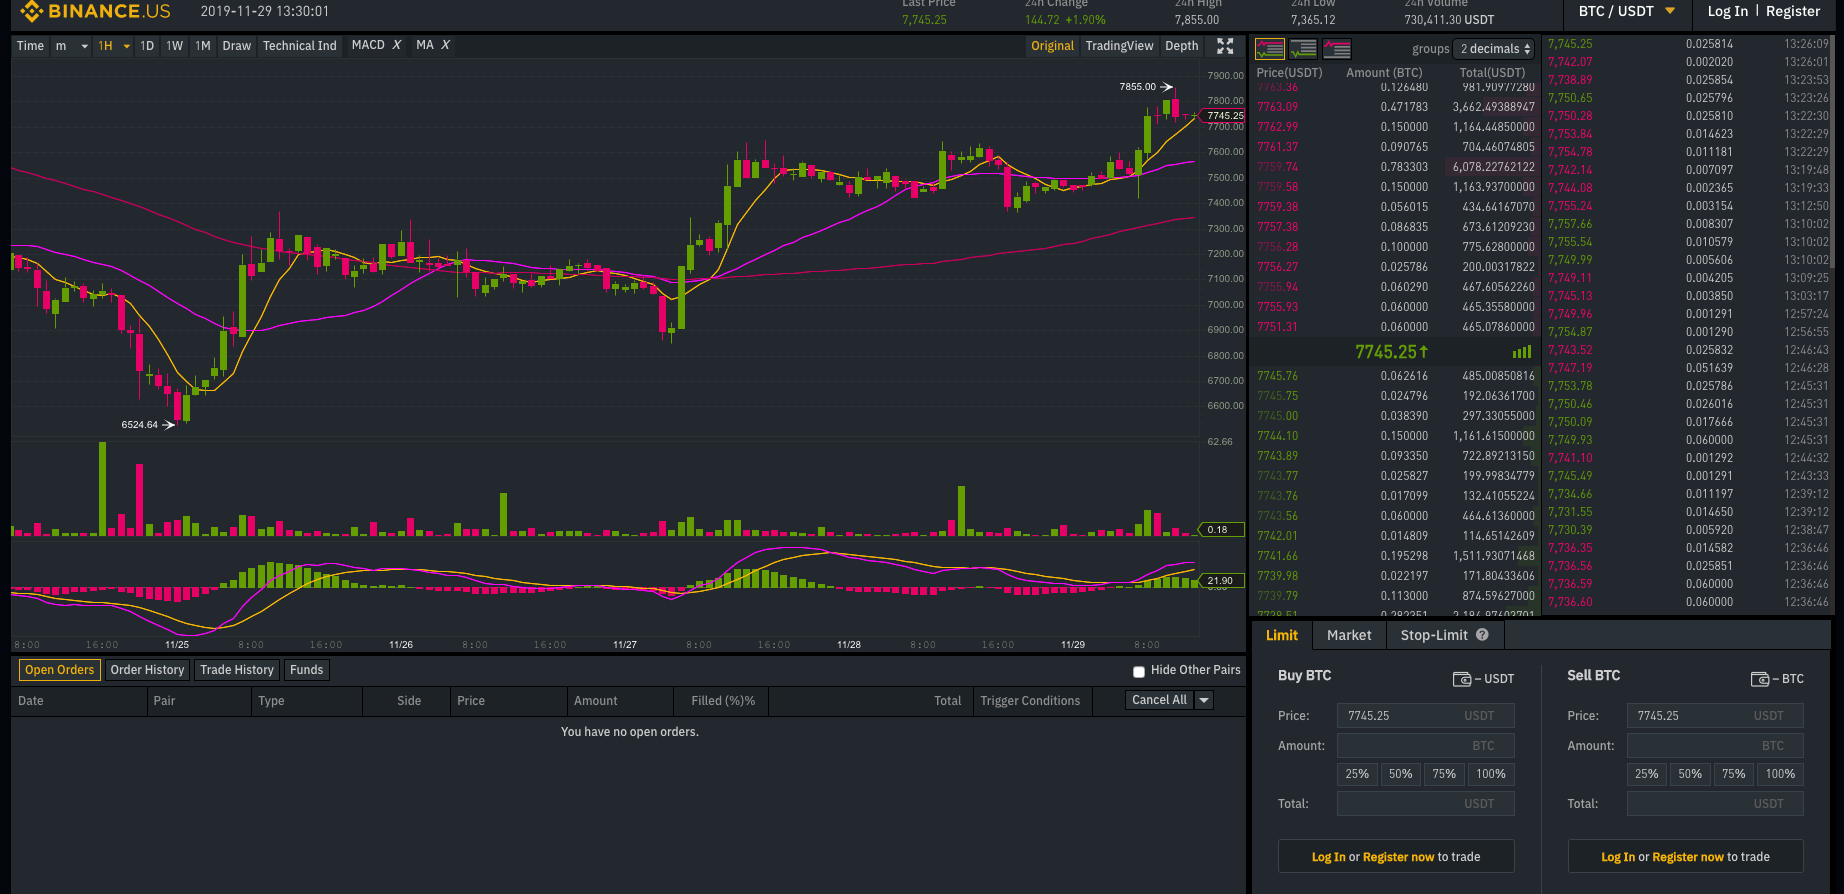 BINANCE.US 2019-11-29 13:30:01
Last Price 24h Change 24h High 24h Low 24h Volume
7,745.25 144.72 +1.90% 7,855.00 7,365.12 730,411.30 USDT
BTC / USDT Log In | Register
Time m 1H 1D 1W 1M Draw Technical Ind MACD X MA X
Original TradingView Depth
7900.00
7855.00
7800.00
7745.25
7700.00
7600.00
7500.00
7400.00
7300.00
7200.00
7100.00
7000.00
6900.00
6800.00
6700.00
6600.00
6524.64
62.66
0.18
21.90
8:00 16:00 11/25 8:00 16:00 11/26 8:00 16:00 11/27 8:00 16:00 11/28 8:00 16:00 11/29 8:00
groups 2 decimals
Price(USDT) Amount (BTC) Total(USDT)
7763.36 0.126480 981.90977280
7763.09 0.471783 3,662.49388947
7762.99 0.150000 1,164.44850000
7761.37 0.090765 704.46074805
7759.74 0.783303 6,078.22762122
7759.58 0.150000 1,163.93700000
7759.38 0.056015 434.64167070
7757.38 0.086835 673.61209230
7756.28 0.100000 775.62800000
7756.27 0.025786 200.00317822
7755.94 0.060290 467.60562260
7755.93 0.060000 465.35580000
7751.31 0.060000 465.07860000
7745.25↑
7745.76 0.062616 485.00850816
7745.75 0.024796 192.06361700
7745.00 0.038390 297.33055000
7744.10 0.150000 1,161.61500000
7743.89 0.093350 722.89213150
7743.77 0.025827 199.99834779
7743.76 0.017099 132.41055224
7743.56 0.060000 464.61360000
7742.01 0.014809 114.65142609
7741.66 0.195298 1,511.93071468
7739.98 0.022197 171.80433606
7739.79 0.113000 874.59627000
7,745.25 0.025814 13:26:09
7,742.07 0.002020 13:26:01
7,738.89 0.025854 13:23:53
7,750.65 0.025796 13:23:26
7,750.28 0.025810 13:22:30
7,753.84 0.014623 13:22:29
7,754.78 0.011181 13:22:29
7,742.14 0.007097 13:19:48
7,744.08 0.002365 13:19:33
7,755.24 0.003154 13:12:50
7,757.66 0.008307 13:10:02
7,755.54 0.010579 13:10:02
7,749.99 0.005606 13:10:02
7,749.11 0.004205 13:09:25
7,745.13 0.003850 13:03:17
7,749.96 0.001291 12:57:24
7,754.87 0.001290 12:56:55
7,743.52 0.025832 12:46:43
7,747.19 0.051639 12:46:28
7,753.78 0.025786 12:45:31
7,750.46 0.026016 12:45:31
7,750.09 0.017666 12:45:31
7,749.93 0.060000 12:45:31
7,741.10 0.001292 12:44:32
7,745.49 0.001291 12:43:33
7,734.66 0.011197 12:39:12
7,731.55 0.014650 12:39:12
7,730.39 0.005920 12:38:47
7,736.35 0.014582 12:36:46
7,736.56 0.025851 12:36:46
7,736.59 0.060000 12:36:46
7,736.60 0.060000 12:36:46
Open Orders Order History Trade History Funds Hide Other Pairs
Date Pair Type Side Price Amount Filled (%)% Total Trigger Conditions Cancel All
You have no open orders.
Limit Market Stop-Limit ?
Buy BTC – USDT
Price: 7745.25 USDT
Amount: BTC
25% 50% 75% 100%
Total: USDT
Log In or Register now to trade
Sell BTC – BTC
Price: 7745.25 USDT
Amount: BTC
25% 50% 75% 100%
Total: USDT
Log In or Register now to trade